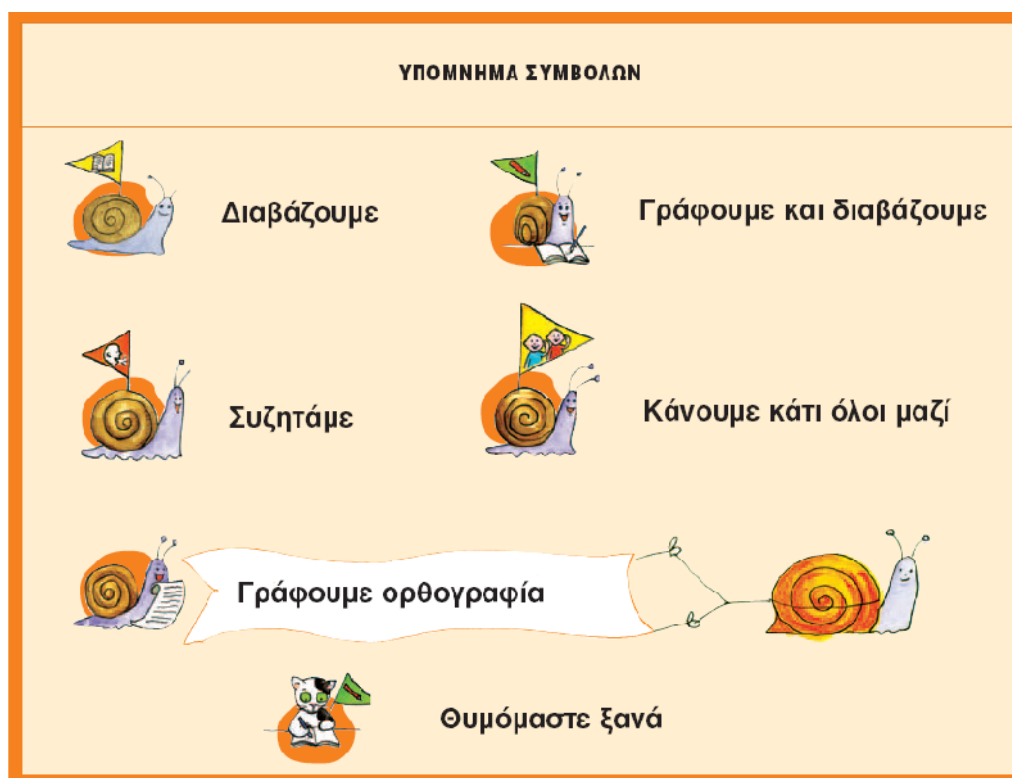 ΥΠΟΜΝΗΜΑ ΣΥΜΒΟΛΩΝ
Διαβάζουμε
Γράφουμε και διαβάζουμε
Συζητάμε
Κάνουμε κάτι όλοι μαζί
Γράφουμε ορθογραφία
Θυμόμαστε ξανά